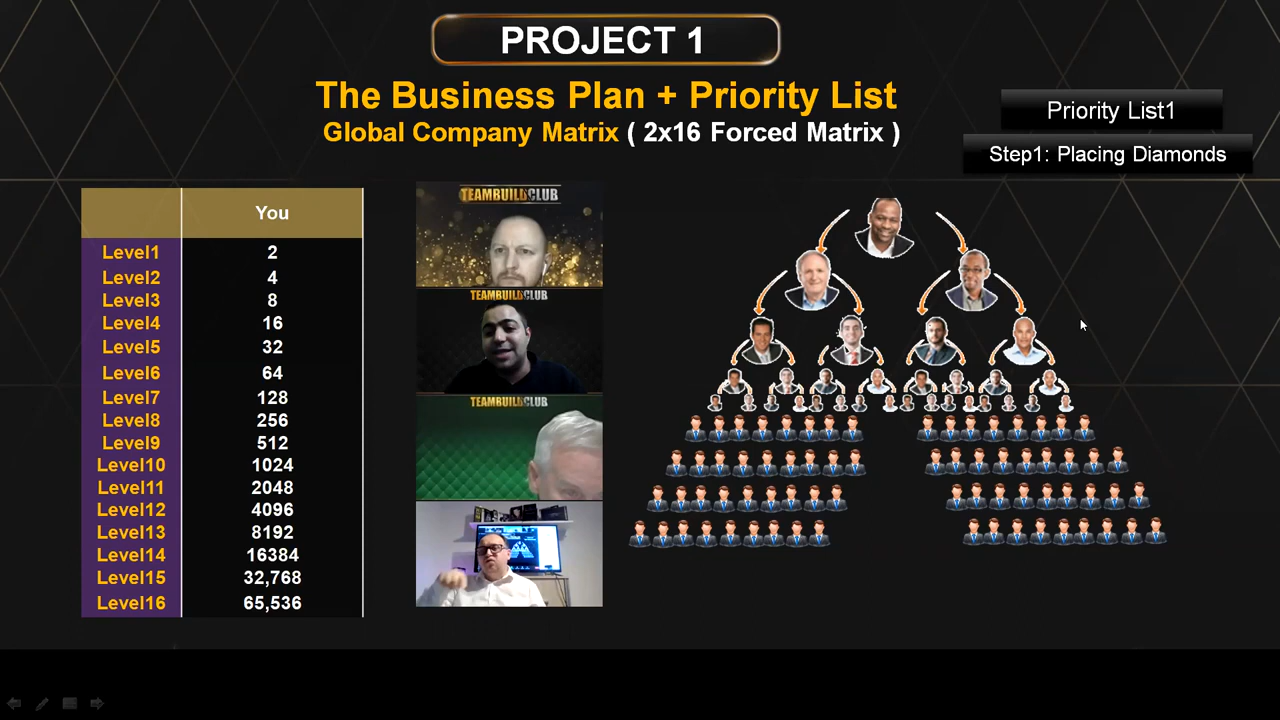 PROJECT 1
The Business Plan + Priority List
Global Company Matrix ( 2x16 Forced Matrix )
Priority List1
Step1: Placing Diamonds
You
Level1 2
Level2 4
Level3 8
Level4 16
Level5 32
Level6 64
Level7 128
Level8 256
Level9 512
Level10 1024
Level11 2048
Level12 4096
Level13 8192
Level14 16384
Level15 32,768
Level16 65,536
TEAMBUILDCLUB
TEAMBUILDCLUB
TEAMBUILDCLUB